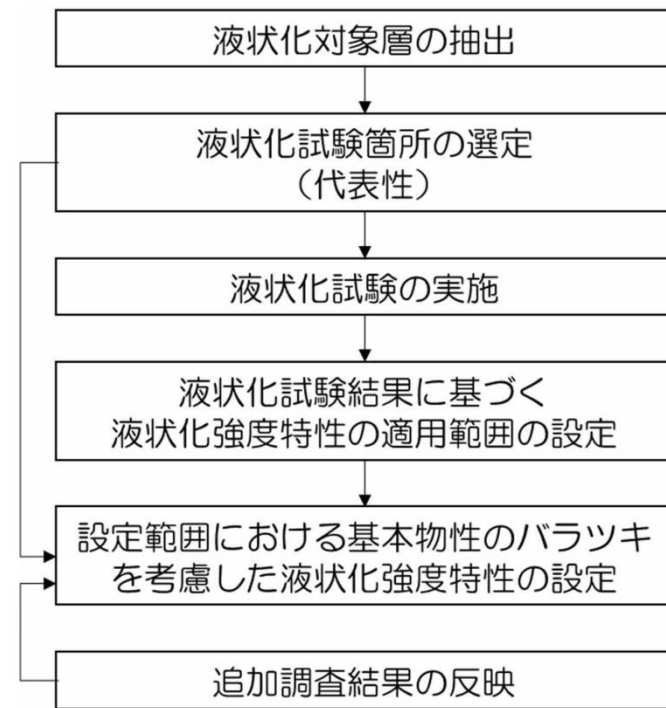 液状化対象層の抽出
液状化試験箇所の選定
（代表性）
液状化試験の実施
液状化試験結果に基づく
液状化強度特性の適用範囲の設定
設定範囲における基本物性のバラツキ
を考慮した液状化強度特性の設定
追加調査結果の反映